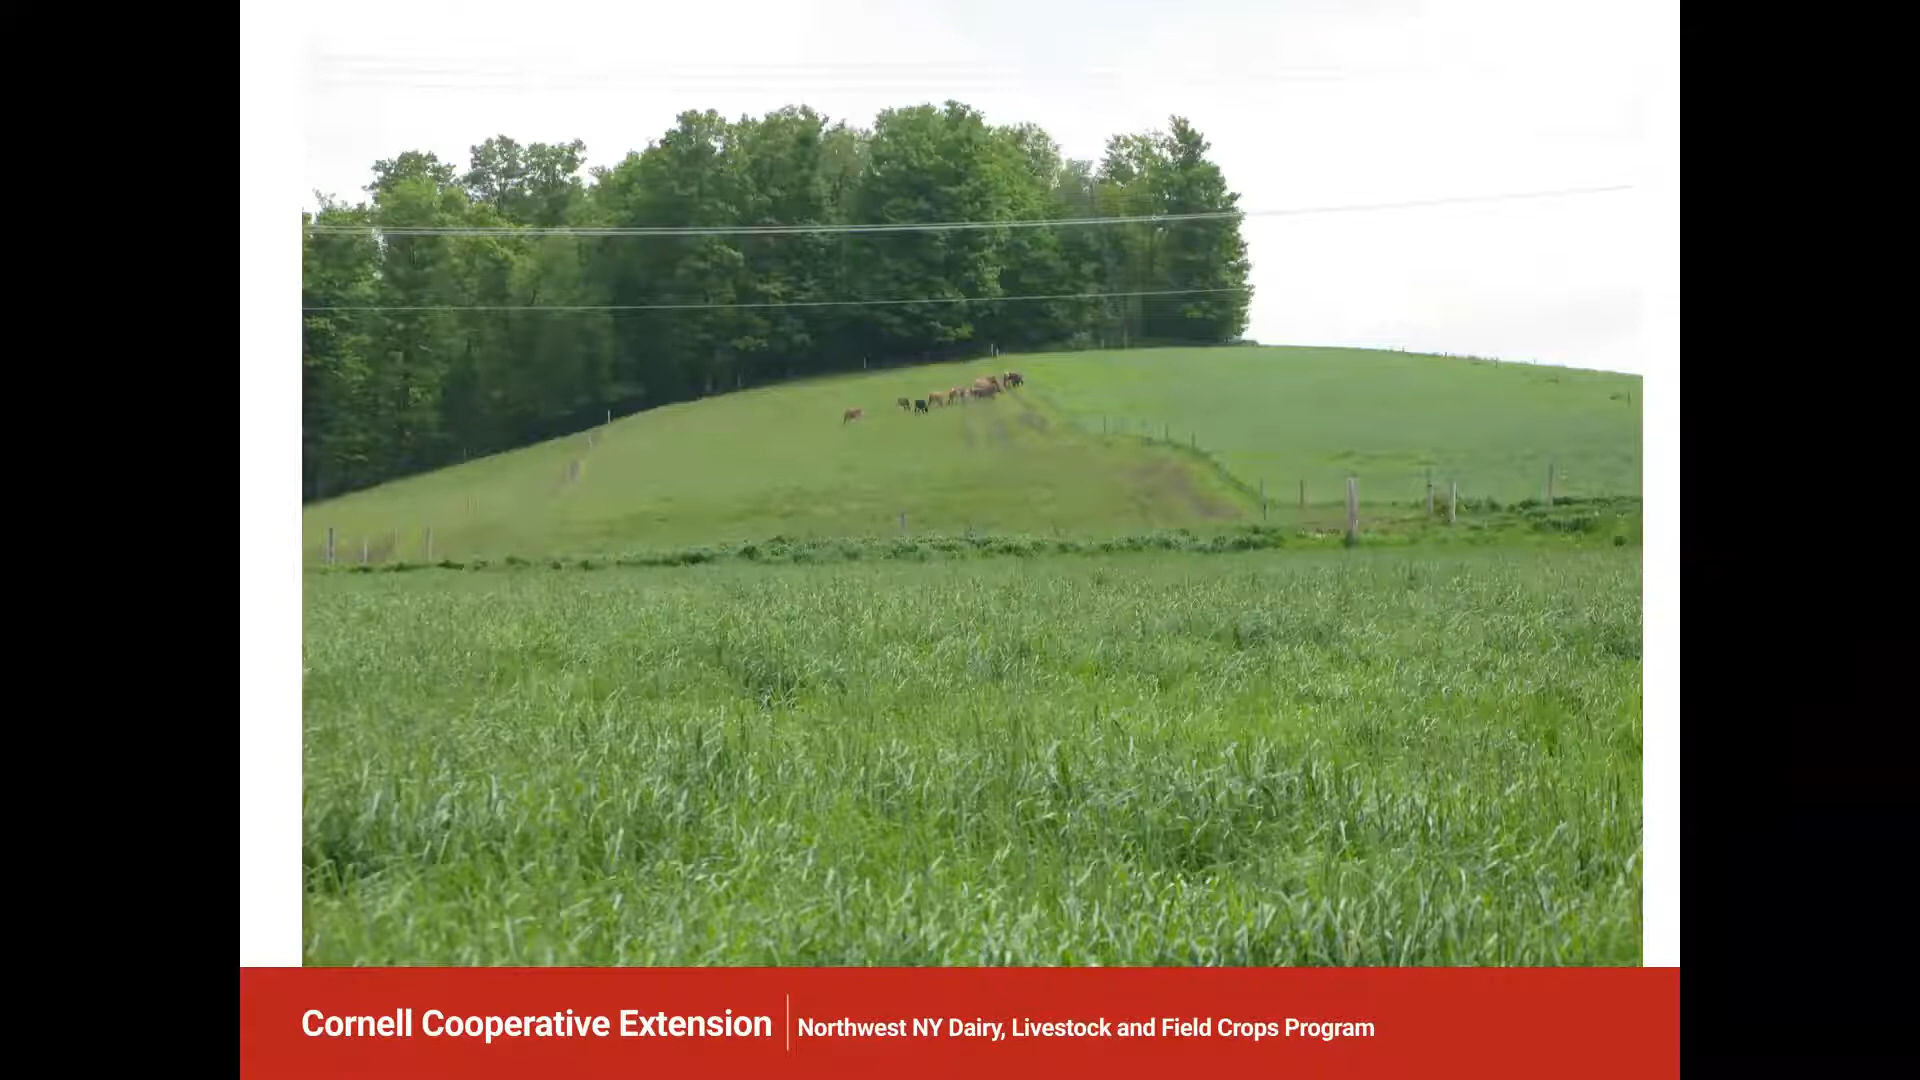 Cornell Cooperative Extension
Northwest NY Dairy, Livestock and Field Crops Program